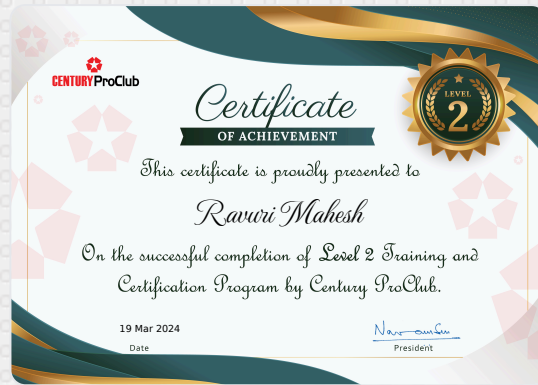 CENTURY ProClub
Certificate
OF ACHIEVEMENT
LEVEL
2
This certificate is proudly presented to
Ravuri Mahesh
On the successful completion of Level 2 Training and
Certification Program by Century ProClub.
19 Mar 2024
Date
President